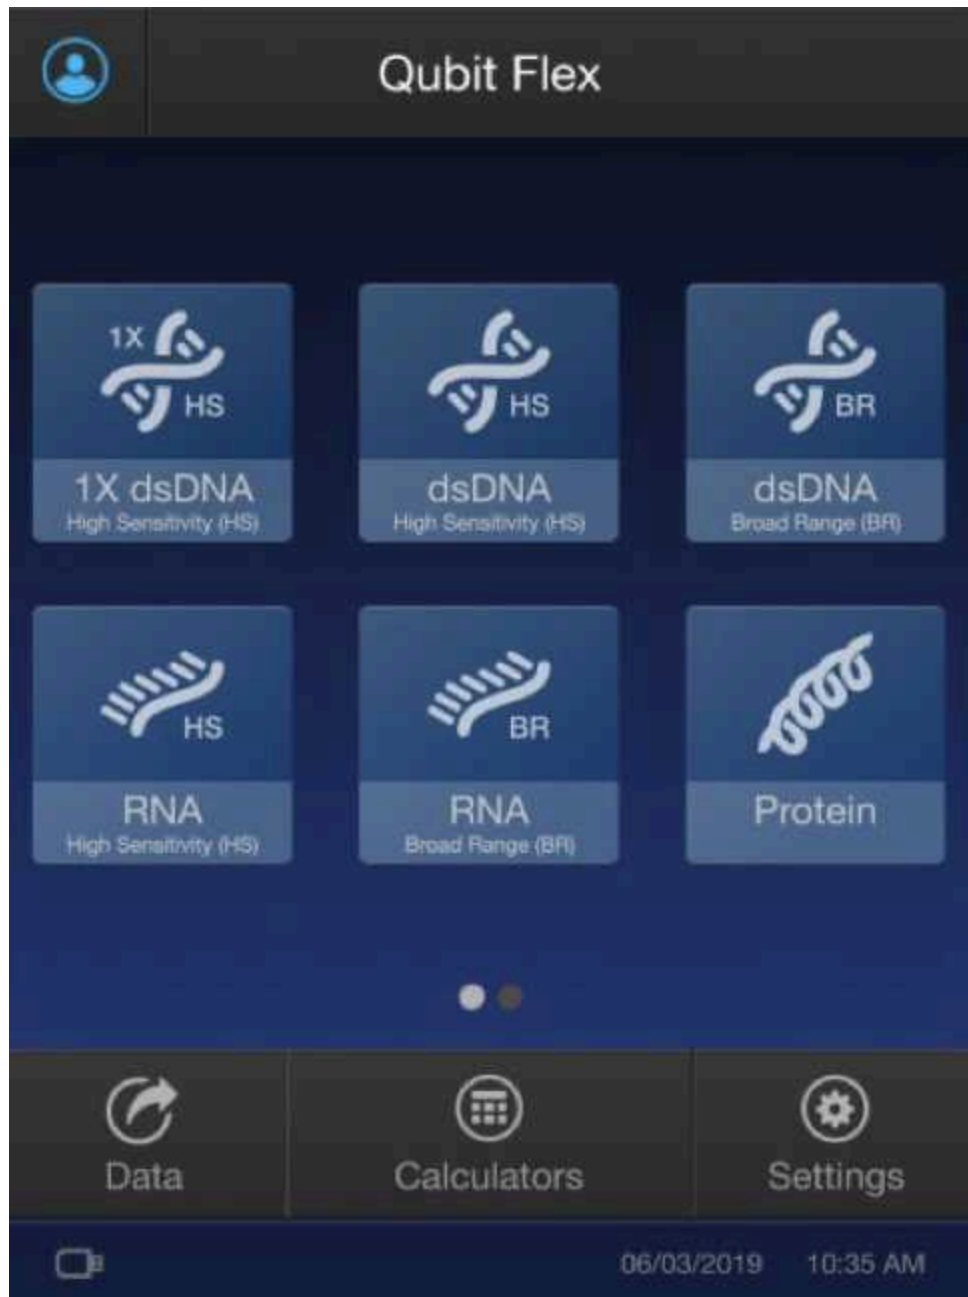 Qubit Flex
1X
HS
HS
BR
1X dsDNA
High Sensitivity (HS)
dsDNA
High Sensitivity (HS)
dsDNA
Broad Range (BR)
HS
BR
RNA
High Sensitivity (HS)
RNA
Broad Range (BR)
Protein
Data
Calculators
Settings
06/03/2019 10:35 AM